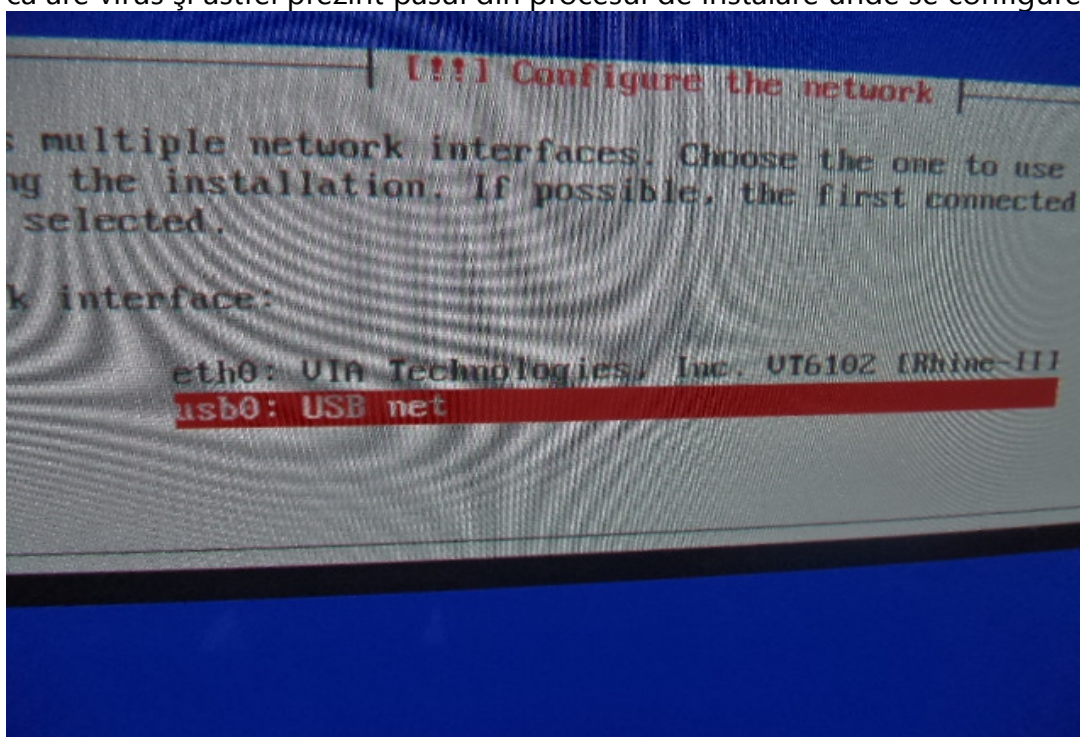 ca are virus și astfel prezint pasul din procesul de instalare unde se configure
[!!] Configure the network
multiple network interfaces. Choose the one to use
ng the installation. If possible, the first connected
selected.
k interface:
eth0: VIA Technologies, Inc. VT6102 [Rhine-II]
usb0: USB net